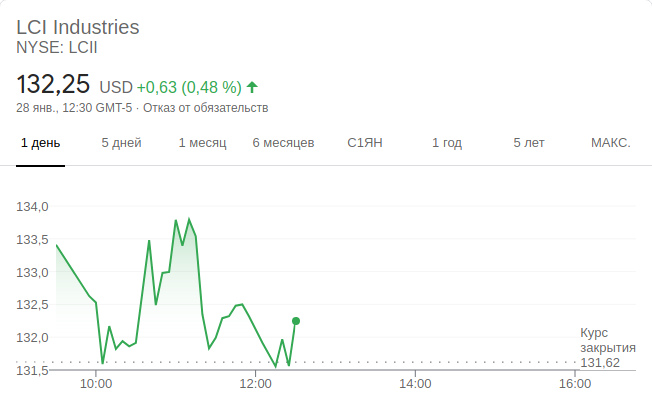 LCI Industries
NYSE: LCII
132,25 USD +0,63 (0,48 %)
28 янв., 12:30 GMT-5 · Отказ от обязательств
1 день 5 дней 1 месяц 6 месяцев С1ЯН 1 год 5 лет МАКС.
134,0
133,5
133,0
132,5
132,0
131,5
Курс
закрытия
131,62
10:00 12:00 14:00 16:00